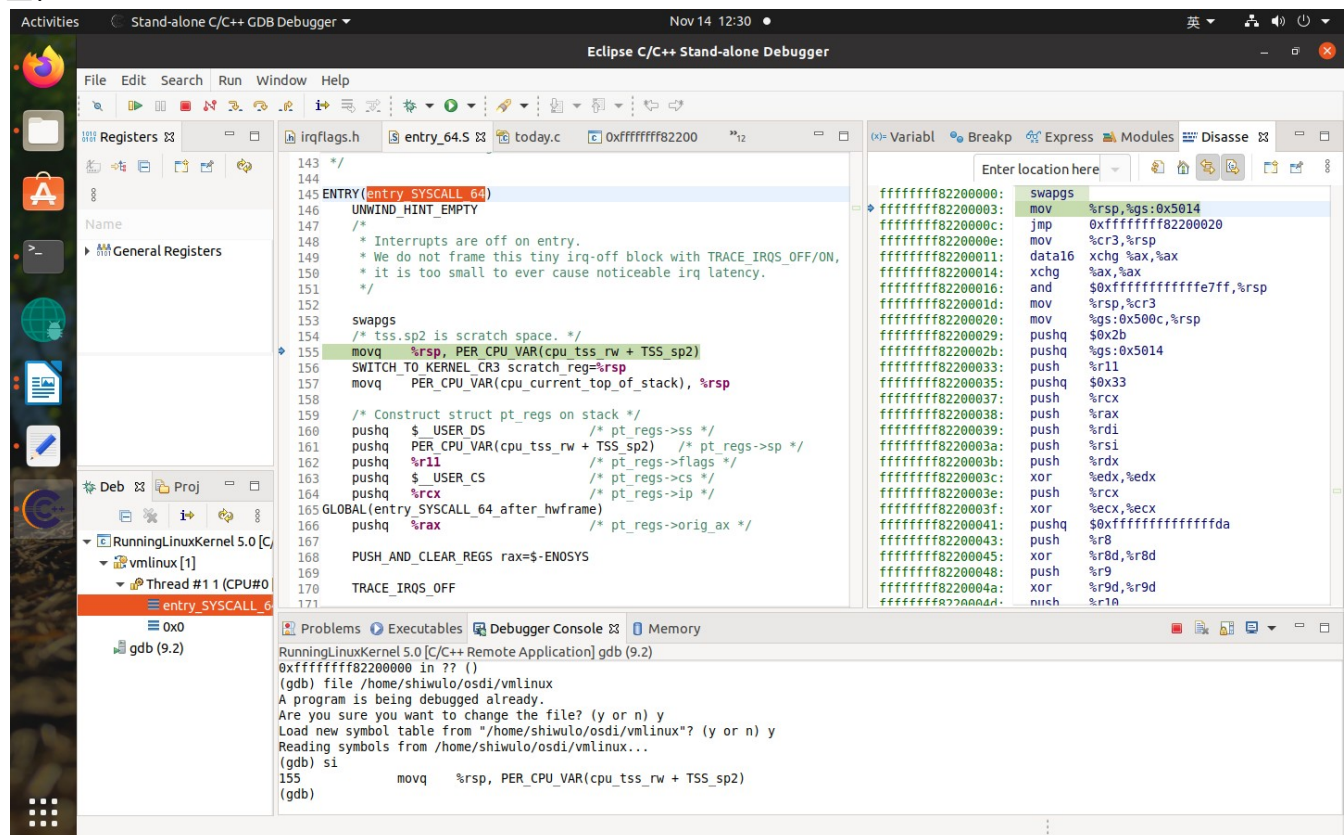 Activities Stand-alone C/C++ GDB Debugger Nov 14 12:30 英
Eclipse C/C++ Stand-alone Debugger
File Edit Search Run Window Help
Registers
Name
General Registers
irqflags.h entry_64.S today.c 0xffffffff82200 »12
143 */
144
145 ENTRY(entry_SYSCALL_64)
146 UNWIND_HINT_EMPTY
147 /*
148 * Interrupts are off on entry.
149 * We do not frame this tiny irq-off block with TRACE_IRQS_OFF/ON,
150 * it is too small to ever cause noticeable irq latency.
151 */
152
153 swapgs
154 /* tss.sp2 is scratch space. */
155 movq %rsp, PER_CPU_VAR(cpu_tss_rw + TSS_sp2)
156 SWITCH_TO_KERNEL_CR3 scratch_reg=%rsp
157 movq PER_CPU_VAR(cpu_current_top_of_stack), %rsp
158
159 /* Construct struct pt_regs on stack */
160 pushq $__USER_DS /* pt_regs->ss */
161 pushq PER_CPU_VAR(cpu_tss_rw + TSS_sp2) /* pt_regs->sp */
162 pushq %r11 /* pt_regs->flags */
163 pushq $__USER_CS /* pt_regs->cs */
164 pushq %rcx /* pt_regs->ip */
165 GLOBAL(entry_SYSCALL_64_after_hwframe)
166 pushq %rax /* pt_regs->orig_ax */
167
168 PUSH_AND_CLEAR_REGS rax=$-ENOSYS
169
170 TRACE_IRQS_OFF
171
(x)= Variabl Breakp Express Modules Disasse
Enter location here
ffffffff82200000: swapgs
ffffffff82200003: mov %rsp,%gs:0x5014
ffffffff8220000c: jmp 0xffffffff82200020
ffffffff8220000e: mov %cr3,%rsp
ffffffff82200011: data16 xchg %ax,%ax
ffffffff82200014: xchg %ax,%ax
ffffffff82200016: and $0xffffffffffffe7ff,%rsp
ffffffff8220001d: mov %rsp,%cr3
ffffffff82200020: mov %gs:0x500c,%rsp
ffffffff82200029: pushq $0x2b
ffffffff8220002b: pushq %gs:0x5014
ffffffff82200033: push %r11
ffffffff82200035: pushq $0x33
ffffffff82200037: push %rcx
ffffffff82200038: push %rax
ffffffff82200039: push %rdi
ffffffff8220003a: push %rsi
ffffffff8220003b: push %rdx
ffffffff8220003c: xor %edx,%edx
ffffffff8220003e: push %rcx
ffffffff8220003f: xor %ecx,%ecx
ffffffff82200041: pushq $0xffffffffffffffda
ffffffff82200043: push %r8
ffffffff82200045: xor %r8d,%r8d
ffffffff82200048: push %r9
ffffffff8220004a: xor %r9d,%r9d
ffffffff8220004d: push %r10
Deb Proj
RunningLinuxKernel 5.0 [C/
vmlinux [1]
Thread #1 1 (CPU#0
entry_SYSCALL_6
0x0
gdb (9.2)
Problems Executables Debugger Console Memory
RunningLinuxKernel 5.0 [C/C++ Remote Application] gdb (9.2)
0xffffffff82200000 in ?? ()
(gdb) file /home/shiwulo/osdi/vmlinux
A program is being debugged already.
Are you sure you want to change the file? (y or n) y
Load new symbol table from "/home/shiwulo/osdi/vmlinux"? (y or n) y
Reading symbols from /home/shiwulo/osdi/vmlinux...
(gdb) si
155 movq %rsp, PER_CPU_VAR(cpu_tss_rw + TSS_sp2)
(gdb)